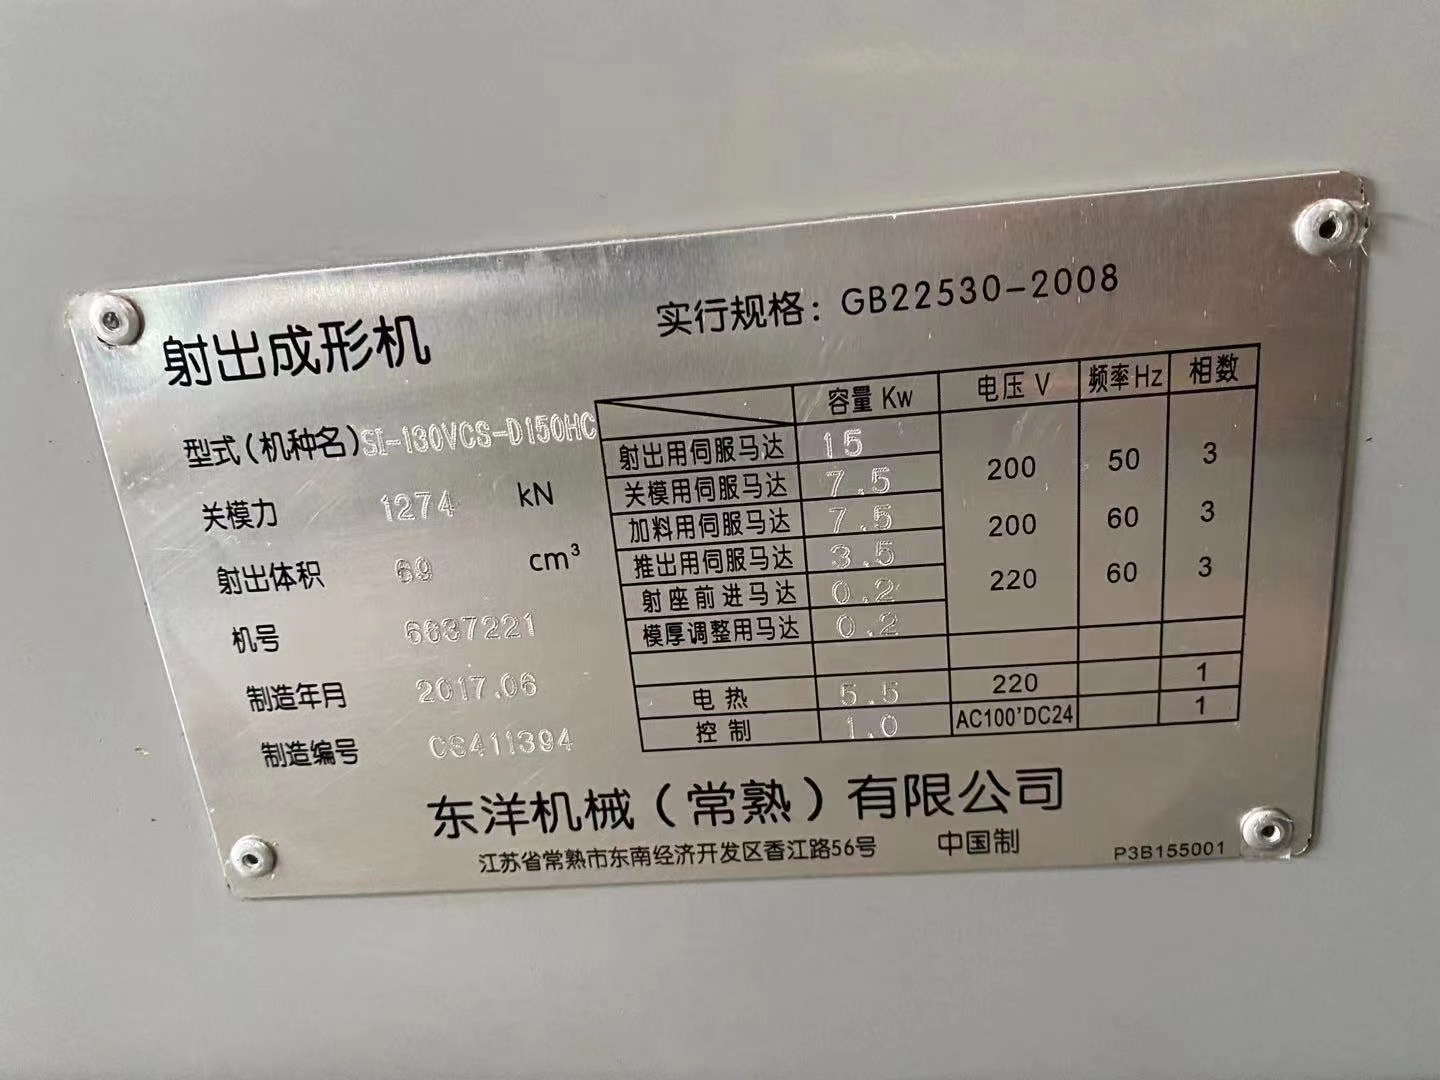 射出成形机
实行规格：GB22530-2008
型式(机种名) SI-130VCS-D150HC
关模力 1274 kN
射出体积 69 cm³
机号 6637221
制造年月 2017.06
制造编号 CS411394
容量 Kw 电压 V 频率Hz 相数
射出用伺服马达 15
关模用伺服马达 7.5
加料用伺服马达 7.5
推出用伺服马达 3.5
射座前进马达 0.2
模厚调整用马达 0.2
200 50 3
200 60 3
220 60 3
电热 5.5 220 1
控制 1.0 AC100'DC24 1
东洋机械（常熟）有限公司
江苏省常熟市东南经济开发区香江路56号 中国制 P3B155001